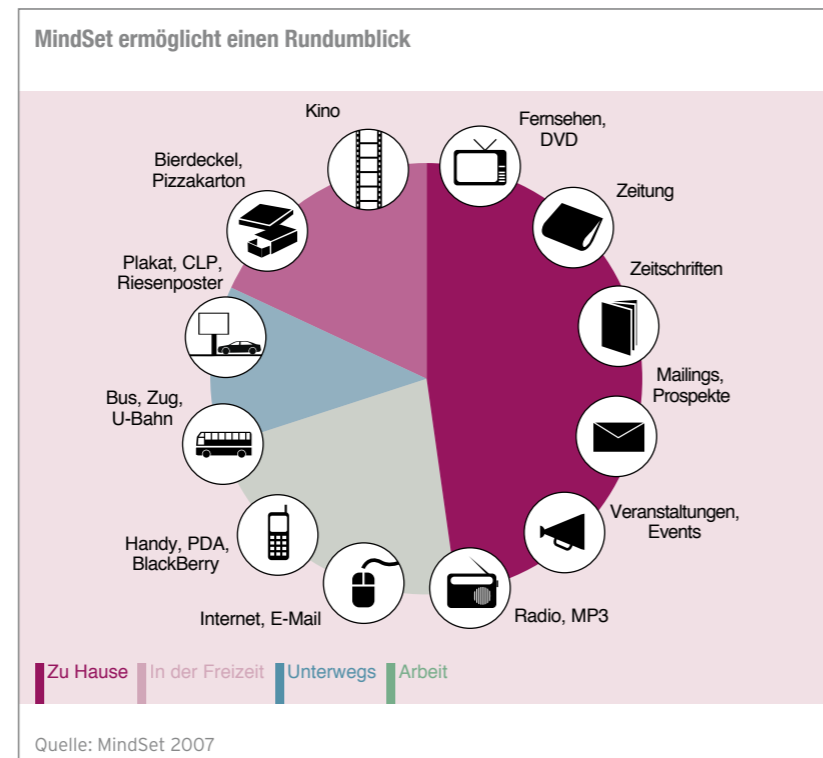 MindSet ermöglicht einen Rundumblick
Kino
Fernsehen,
DVD
Bierdeckel,
Pizzakarton
Zeitung
Plakat, CLP,
Riesenposter
Zeitschriften
Bus, Zug,
U-Bahn
Mailings,
Prospekte
Handy, PDA,
BlackBerry
Veranstaltungen,
Events
Internet, E-Mail
Radio, MP3
Zu Hause
In der Freizeit
Unterwegs
Arbeit
Quelle: MindSet 2007